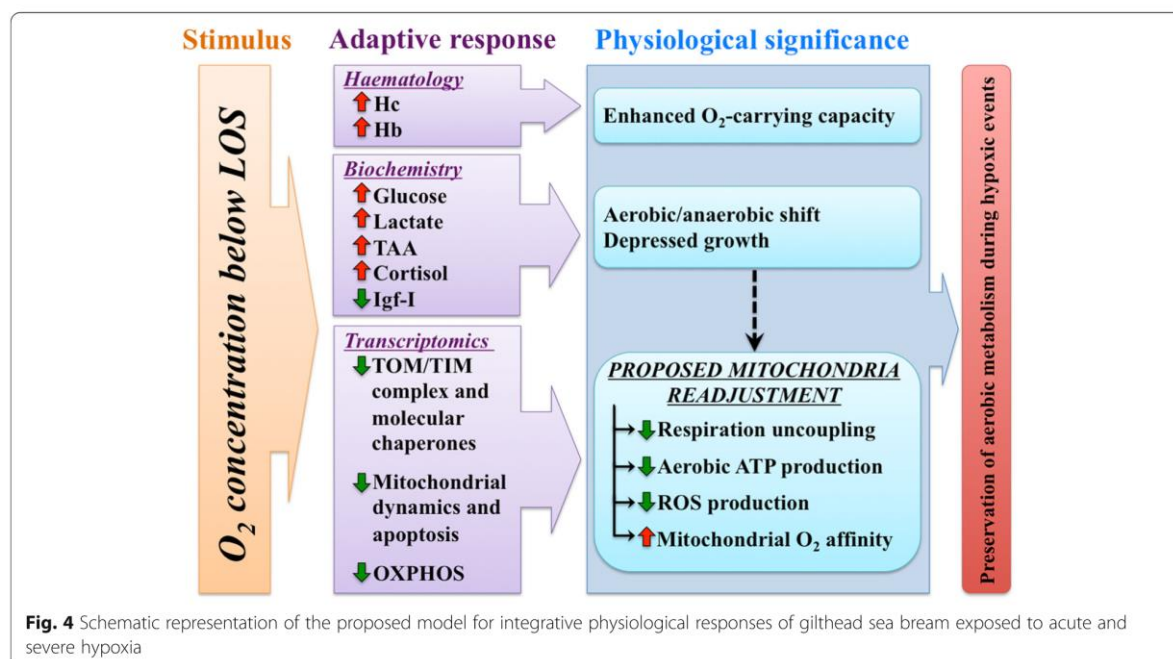 Stimulus
Adaptive response
Physiological significance
O₂ concentration below LOS
Haematology
Hc
Hb
Biochemistry
Glucose
Lactate
TAA
Cortisol
Igf-I
Transcriptomics
TOM/TIM
complex and
molecular
chaperones
Mitochondrial
dynamics and
apoptosis
OXPHOS
Enhanced O₂-carrying capacity
Aerobic/anaerobic shift
Depressed growth
PROPOSED MITOCHONDRIA
READJUSTMENT
Respiration uncoupling
Aerobic ATP production
ROS production
Mitochondrial O₂ affinity
Preservation of aerobic metabolism during hypoxic events
Fig. 4 Schematic representation of the proposed model for integrative physiological responses of gilthead sea bream exposed to acute and
severe hypoxia